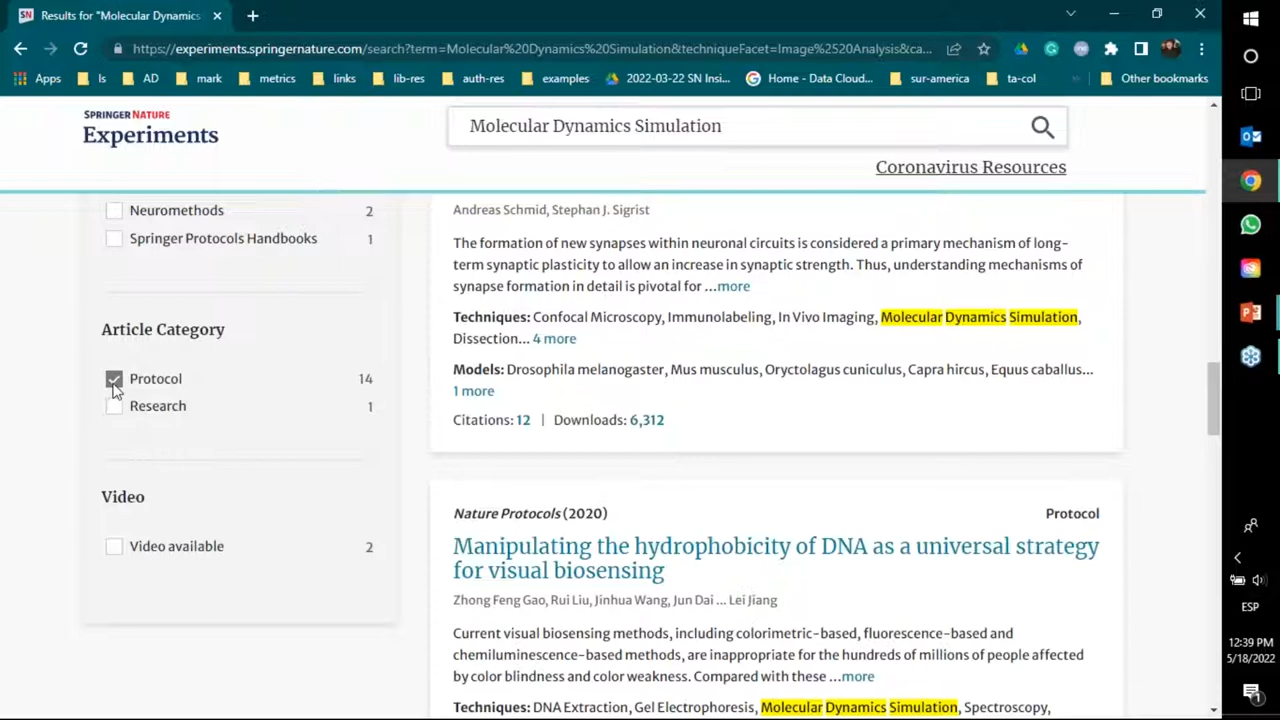 Results for "Molecular Dynamics
https://experiments.springernature.com/search?term=Molecular%20Dynamics%20Simulation&techniqueFacet=Image%2520Analysis&ca...
Apps
ls
AD
mark
metrics
links
lib-res
auth-res
examples
2022-03-22 SN Insi...
Home - Data Cloud...
sur-america
ta-col
Other bookmarks
SPRINGER NATURE
Experiments
Molecular Dynamics Simulation
Coronavirus Resources
Neuromethods 2
Springer Protocols Handbooks 1
Article Category
Protocol 14
Research 1
Video
Video available 2
Andreas Schmid, Stephan J. Sigrist
The formation of new synapses within neuronal circuits is considered a primary mechanism of long-
term synaptic plasticity to allow an increase in synaptic strength. Thus, understanding mechanisms of
synapse formation in detail is pivotal for ...more
Techniques: Confocal Microscopy, Immunolabeling, In Vivo Imaging, Molecular Dynamics Simulation,
Dissection... 4 more
Models: Drosophila melanogaster, Mus musculus, Oryctolagus cuniculus, Capra hircus, Equus caballus...
1 more
Citations: 12 | Downloads: 6,312
Nature Protocols (2020) Protocol
Manipulating the hydrophobicity of DNA as a universal strategy
for visual biosensing
Zhong Feng Gao, Rui Liu, Jinhua Wang, Jun Dai ... Lei Jiang
Current visual biosensing methods, including colorimetric-based, fluorescence-based and
chemiluminescence-based methods, are inappropriate for the hundreds of millions of people affected
by color blindness and color weakness. Compared with these ...more
Techniques: DNA Extraction, Gel Electrophoresis, Molecular Dynamics Simulation, Spectroscopy,
ESP
12:39 PM
5/18/2022